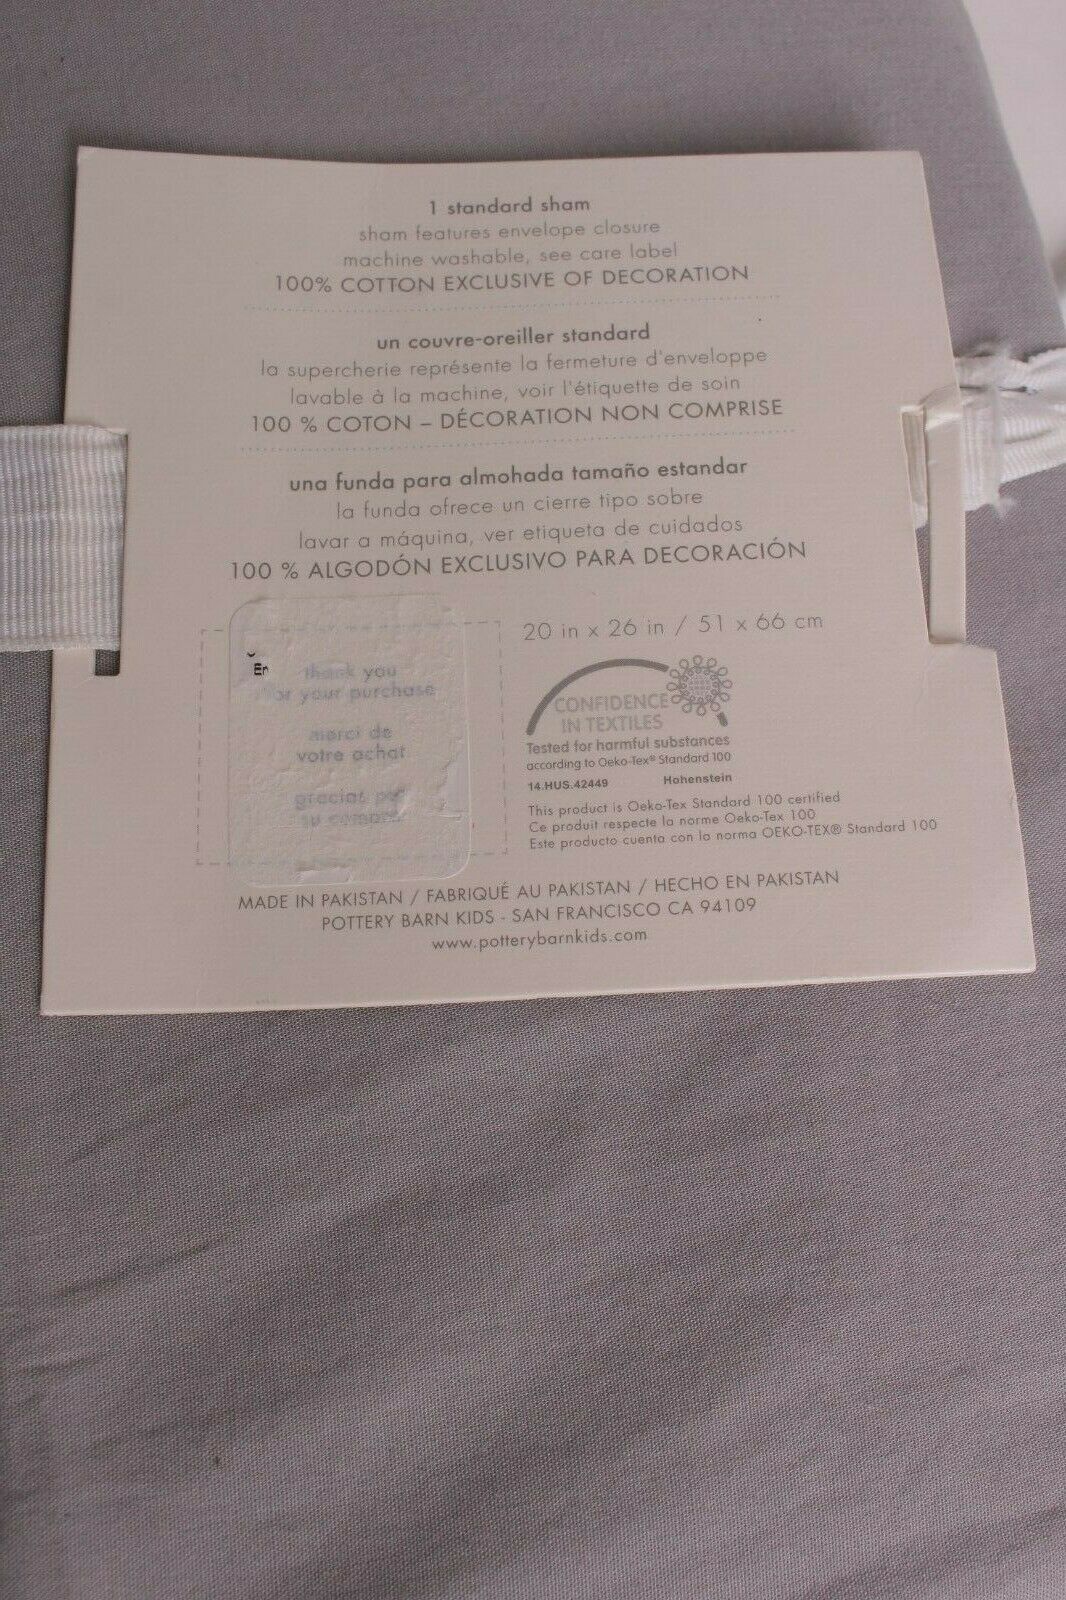 1 standard sham
sham features envelope closure
machine washable, see care label
100% COTTON EXCLUSIVE OF DECORATION
un couvre-oreiller standard
la supercherie représente la fermeture d'enveloppe
lavable à la machine, voir l'étiquette de soin
100 % COTON – DÉCORATION NON COMPRISE
una funda para almohada tamaño estandar
la funda ofrece un cierre tipo sobre
lavar a máquina, ver etiqueta de cuidados
100 % ALGODÓN EXCLUSIVO PARA DECORACIÓN
thank you
for your purchase
merci de
votre achat
gracias por
su compra
20 in x 26 in / 51 x 66 cm
CONFIDENCE
IN TEXTILES
Tested for harmful substances
according to Oeko-Tex® Standard 100
14.HUS.42449 Hohenstein
This product is Oeko-Tex Standard 100 certified
Ce produit respecte la norme Oeko-Tex 100
Este producto cuenta con la norma OEKO-TEX® Standard 100
MADE IN PAKISTAN / FABRIQUÉ AU PAKISTAN / HECHO EN PAKISTAN
POTTERY BARN KIDS - SAN FRANCISCO CA 94109
www.potterybarnkids.com